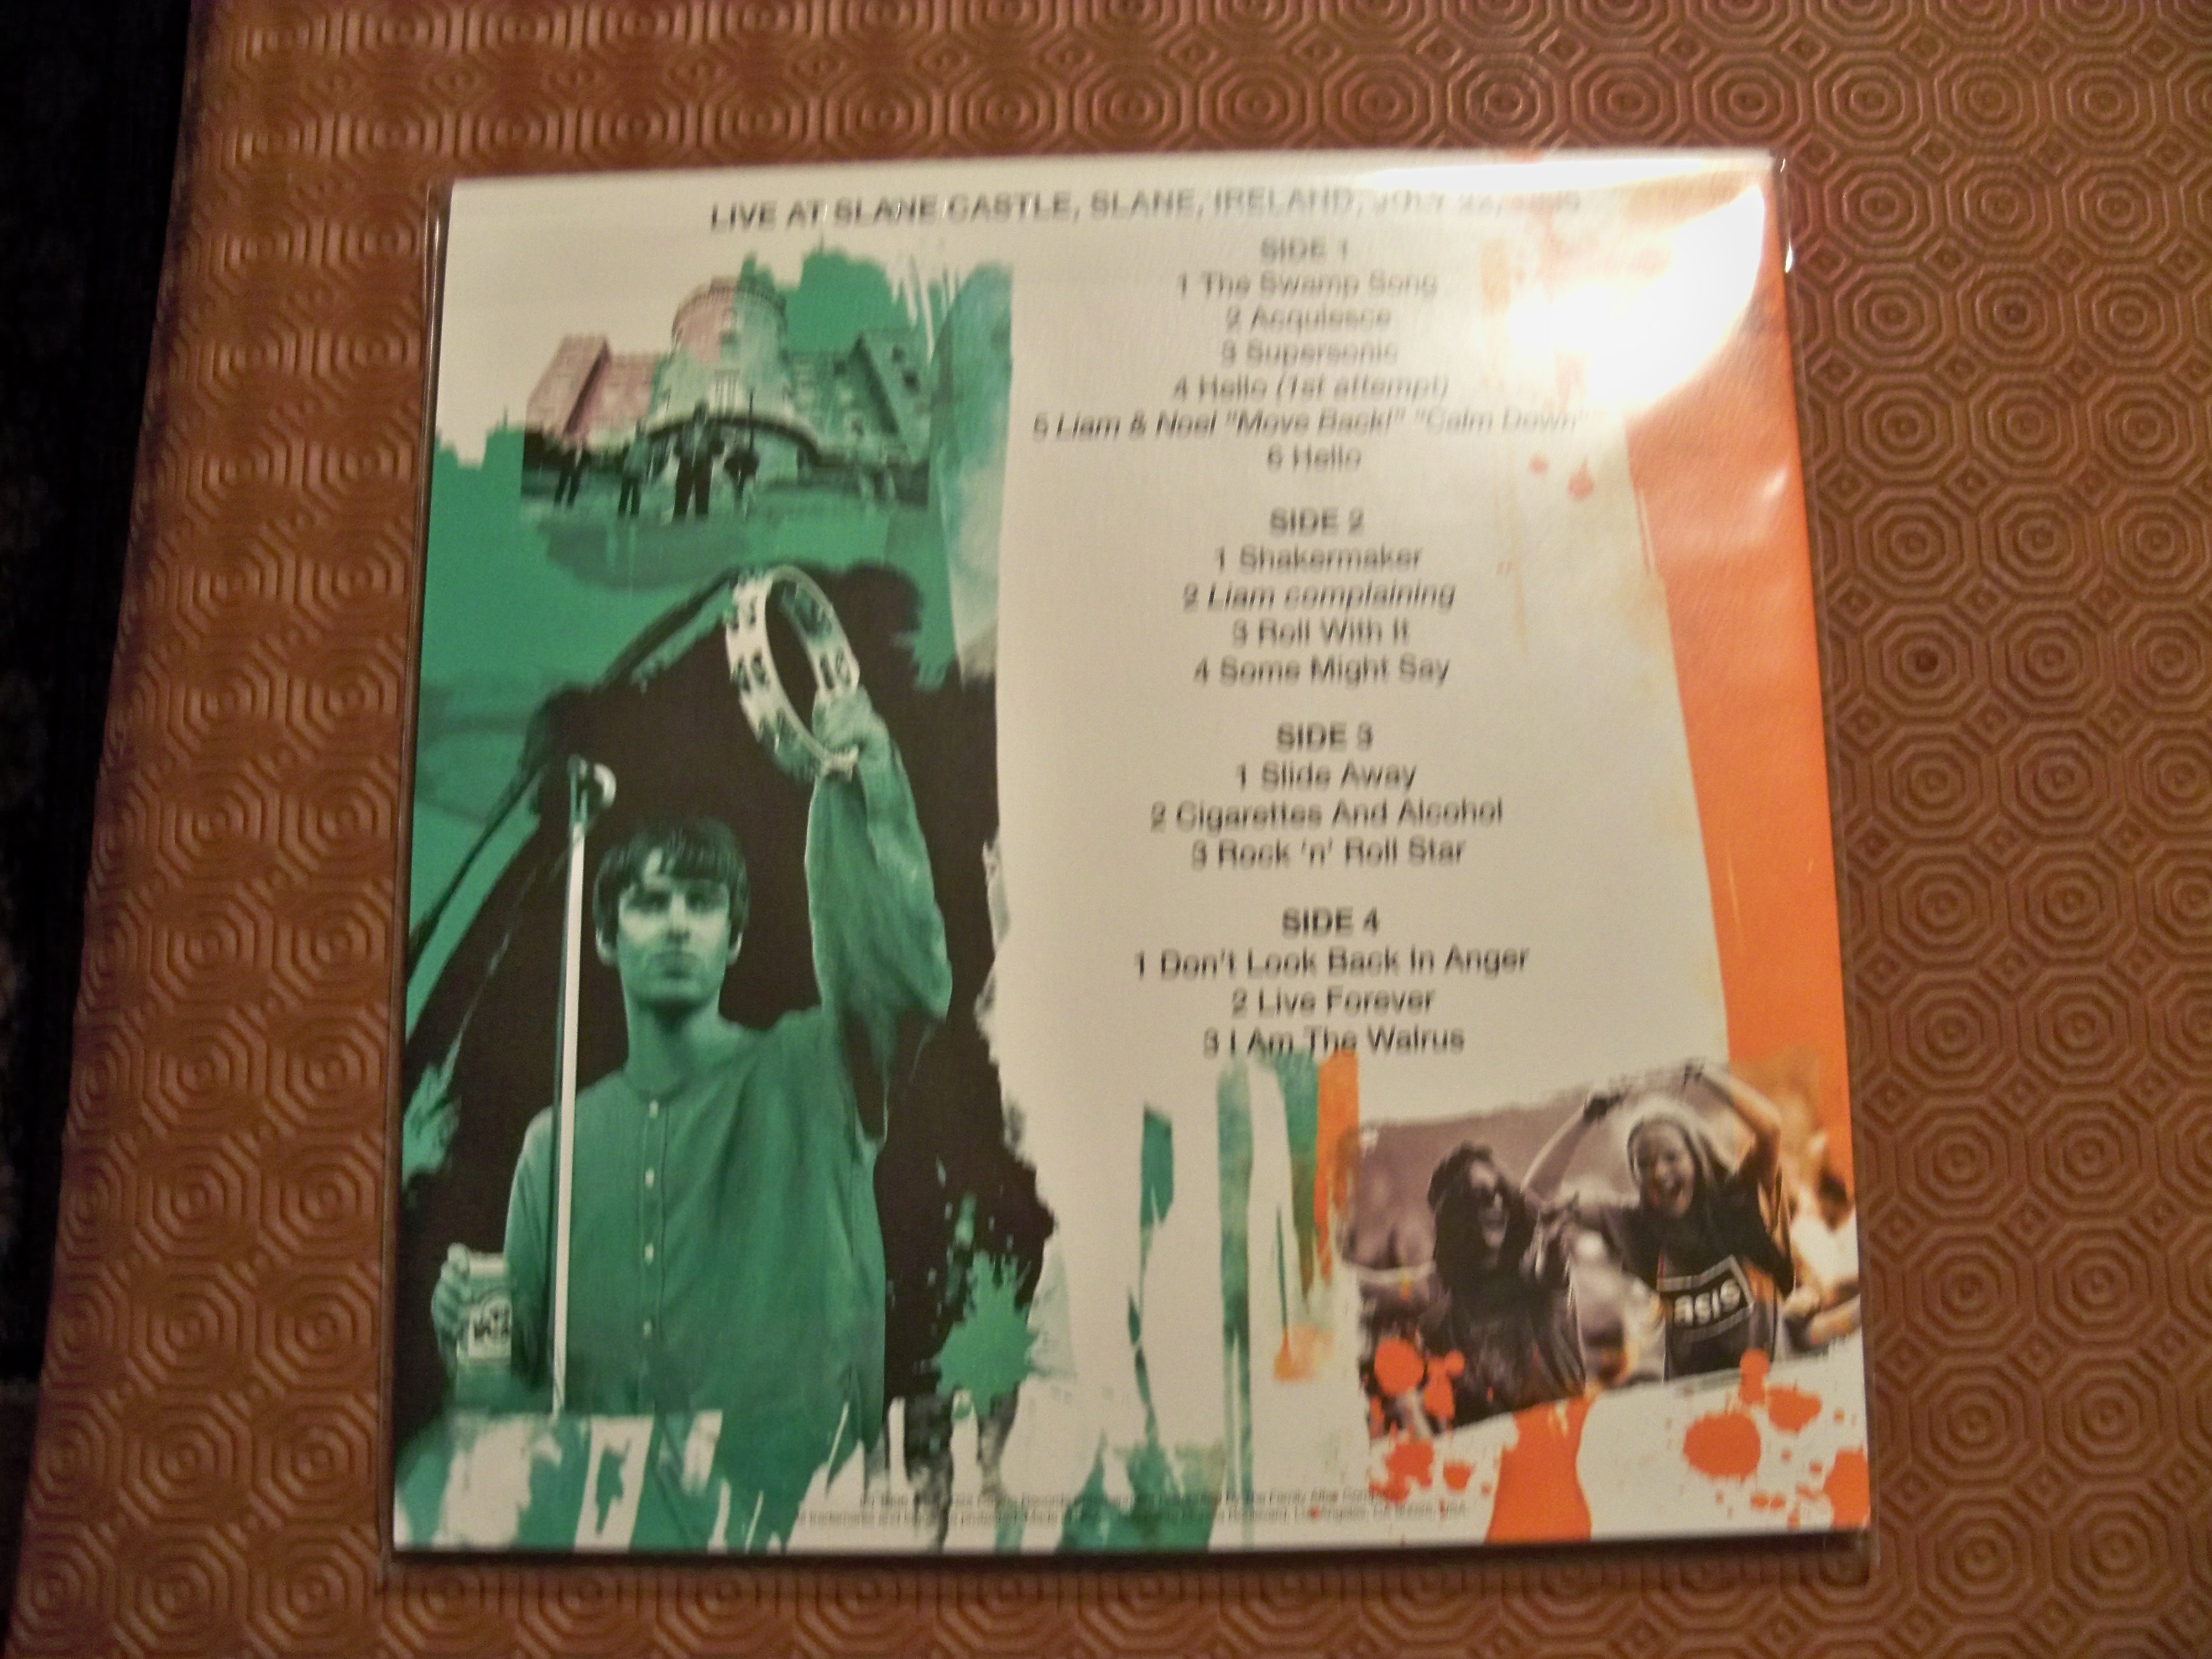 LIVE AT SLANE CASTLE, SLANE, IRELAND, JULY 22,
SIDE 1
1 The Swamp Song
2 Acquiesce
3 Supersonic
4 Hello (1st attempt)
5 Liam & Noel "Move Back!" "Calm Down"
6 Hello
SIDE 2
1 Shakermaker
2 Liam complaining
3 Roll With It
4 Some Might Say
SIDE 3
1 Slide Away
2 Cigarettes And Alcohol
3 Rock 'n' Roll Star
SIDE 4
1 Don't Look Back In Anger
2 Live Forever
3 I Am The Walrus
asis